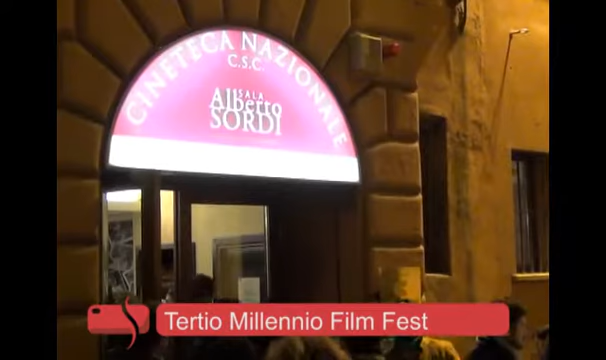 CINETECA NAZIONALE
C.S.C.
SALA
Alberto
SORDI
Tertio Millennio Film Fest